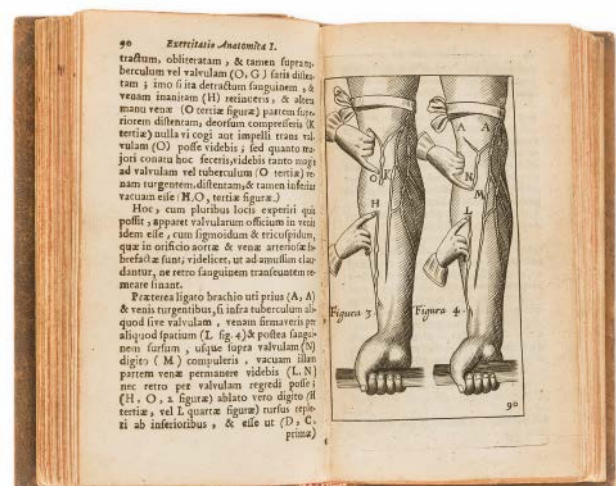 90 Exercitatio Anatomica I.
tractum, obliteratam, & tamen supra tu-
berculum vel valvulam (O, G) satis disten-
tam; imo si ita detractum sanguinem, &
venam inanitam (H) retineris, & altera
manu venæ (O tertiæ figuræ) partem supe-
riorem distentam, deorsum compresseris (K
tertiæ) nulla vi cogi aut impelli trans val-
vulam (O) posse videbis; sed quanto ma-
jori conatu hoc feceris, videbis tanto magis
ad valvulam vel tuberculum (O tertiæ) ve-
nam turgentem, distentam, & tamen inferius
vacuam esse (H, O, tertiæ figuræ.)
Hoc, cum pluribus locis experiri quis
possit, apparet valvularum officium in venis
idem esse, cum sigmoidum & tricuspidum,
quæ in orificio aortæ & venæ arteriosæ fa-
brefactæ sunt; videlicet, ut ad amussim clau-
dantur, ne retro sanguinem transeuntem re-
meare sinant.
Præterea ligato brachio uti prius (A, A)
& venis turgentibus, si infra tuberculum ali-
quod sive valvulam, venam firmaveris per
aliquod spatium (L fig. 4) & postea sangui-
nem sursum, usque supra valvulam (N)
digito (M) compuleris, vacuam illam
partem venæ permanere videbis (L. N)
nec retro per valvulam regredi posse;
(H, O, 2 figuræ) ablato vero digito (H
tertiæ, vel L quartæ figuræ) rursus reple-
ri ab inferioribus, & esse ut (D, C,
primæ)
A A
O K
N
M
H
L
Figura 3
Figura 4
90